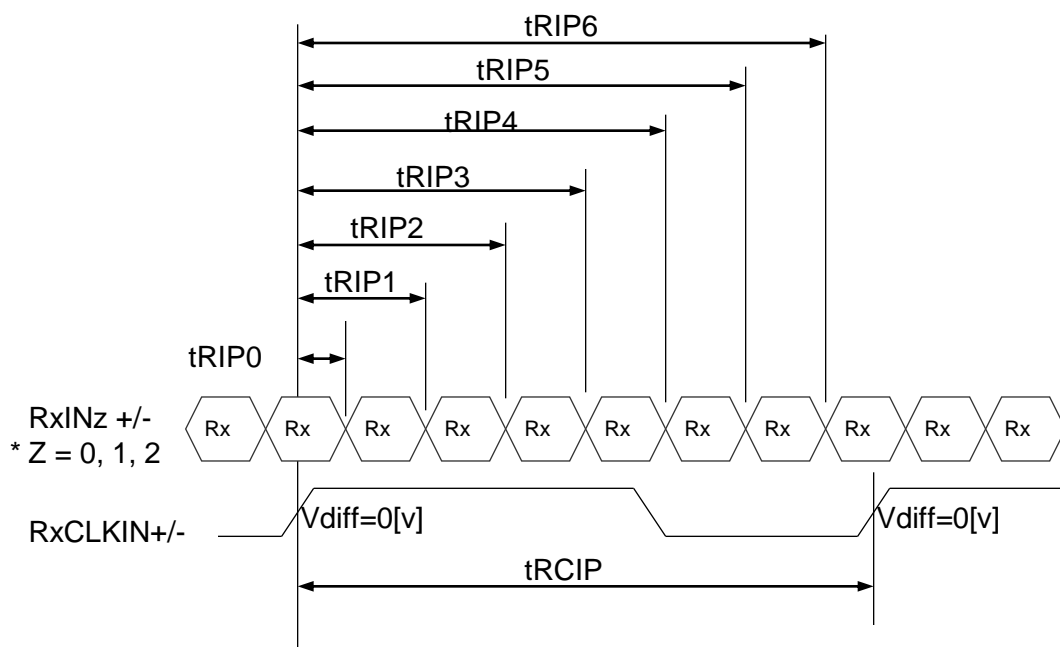 tRIP6
tRIP5
tRIP4
tRIP3
tRIP2
tRIP1
tRIP0
RxINz +/-
* Z = 0, 1, 2
Rx Rx Rx Rx Rx Rx Rx Rx Rx Rx Rx
RxCLKIN+/-
Vdiff=0[v] Vdiff=0[v]
tRCIP